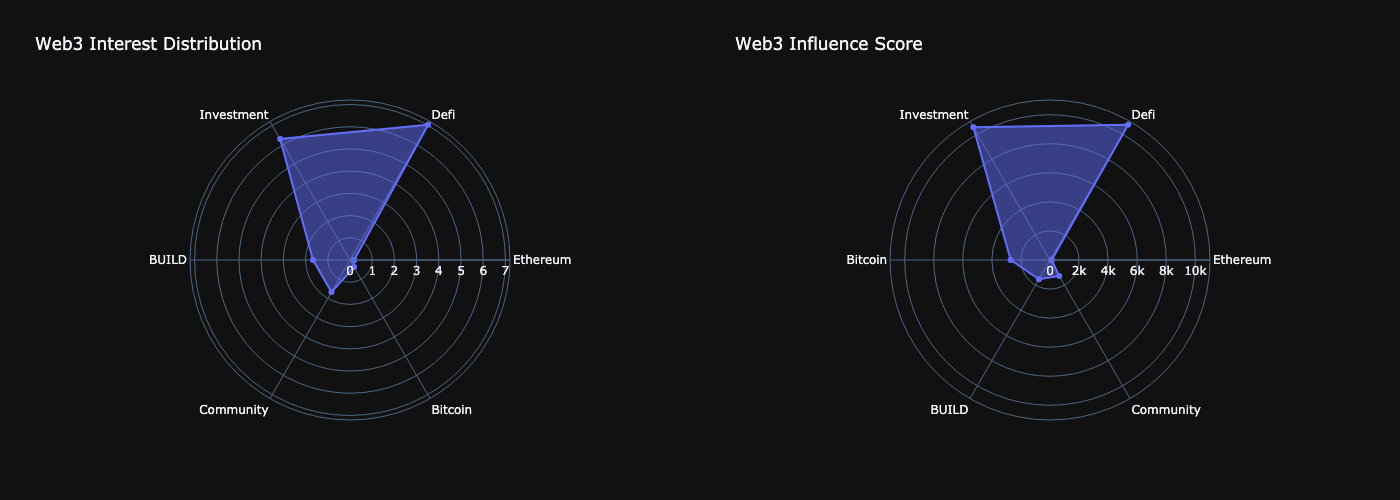 Web3 Interest Distribution
Investment
Defi
BUILD
Ethereum
0 1 2 3 4 5 6 7
Community
Bitcoin
Web3 Influence Score
Investment
Defi
Bitcoin
Ethereum
0 2k 4k 6k 8k 10k
BUILD
Community